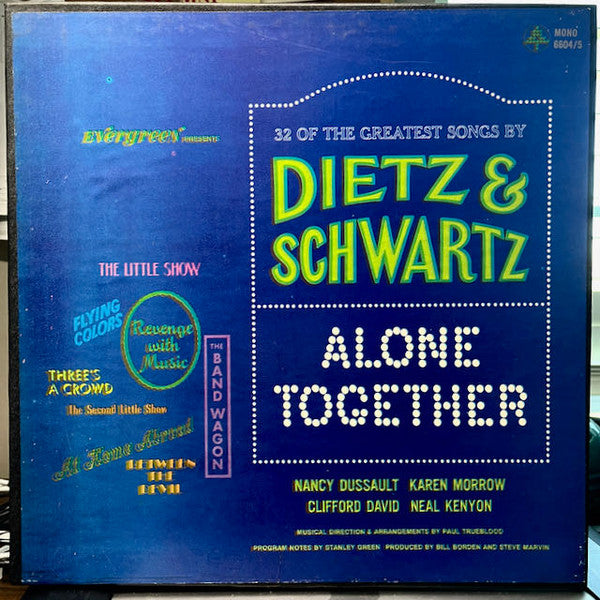 MONO
6604/5
Evergreen PRESENTS
32 OF THE GREATEST SONGS BY
DIETZ &
SCHWARTZ
ALONE
TOGETHER
THE LITTLE SHOW
FLYING
COLORS
Revenge
with
Music
THE BAND WAGON
THREE'S
A CROWD
The Second Little Show
At Home Abroad
BETWEEN
THE
DEVIL
NANCY DUSSAULT KAREN MORROW
CLIFFORD DAVID NEAL KENYON
MUSICAL DIRECTION & ARRANGEMENTS BY PAUL TRUEBLOOD
PROGRAM NOTES BY STANLEY GREEN PRODUCED BY BILL BORDEN AND STEVE MARVIN